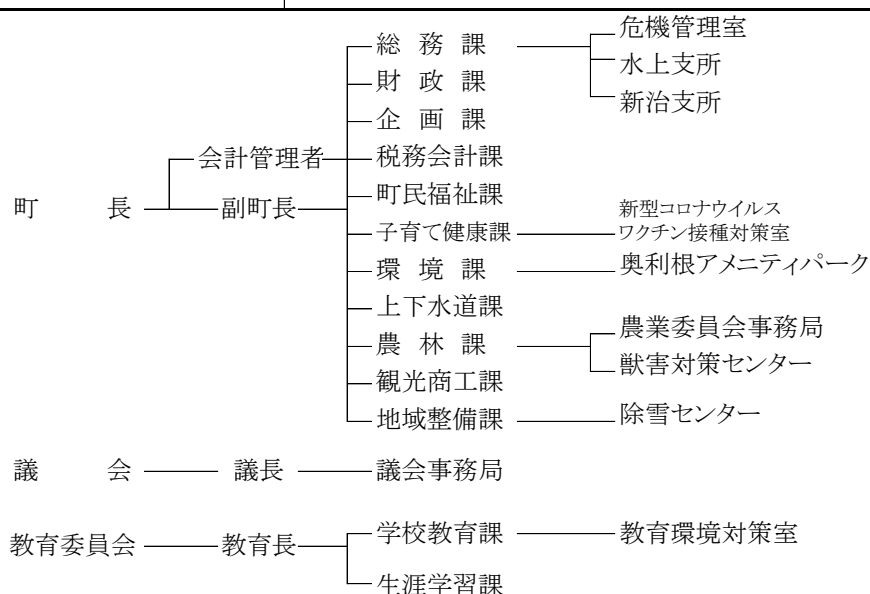 危機管理室
総務課
水上支所
財政課
新治支所
企画課
会計管理者
税務会計課
町民福祉課
町長
副町長
新型コロナウイルス
ワクチン接種対策室
子育て健康課
環境課
奥利根アメニティパーク
上下水道課
農業委員会事務局
農林課
獣害対策センター
観光商工課
地域整備課
除雪センター
議会
議長
議会事務局
学校教育課
教育環境対策室
教育委員会
教育長
生涯学習課